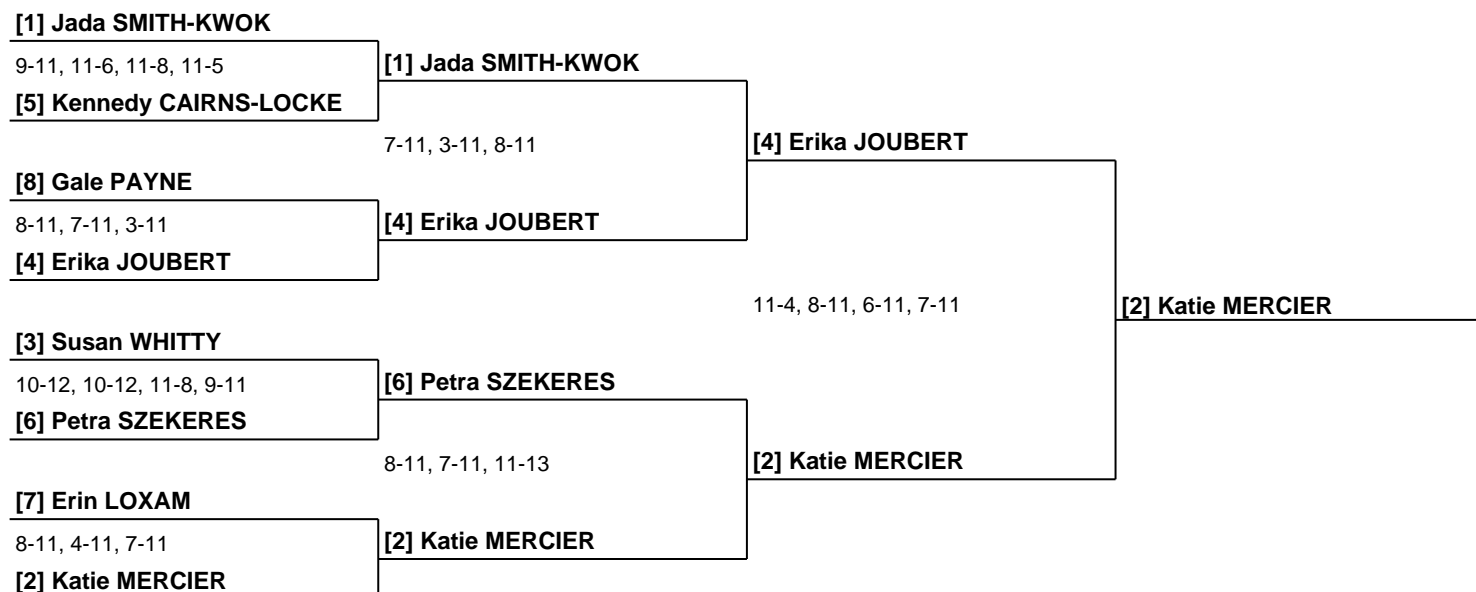 [1] Jada SMITH-KWOK
9-11, 11-6, 11-8, 11-5
[1] Jada SMITH-KWOK
[5] Kennedy CAIRNS-LOCKE
7-11, 3-11, 8-11
[4] Erika JOUBERT
[8] Gale PAYNE
8-11, 7-11, 3-11
[4] Erika JOUBERT
[4] Erika JOUBERT
11-4, 8-11, 6-11, 7-11
[2] Katie MERCIER
[3] Susan WHITTY
10-12, 10-12, 11-8, 9-11
[6] Petra SZEKERES
[6] Petra SZEKERES
8-11, 7-11, 11-13
[2] Katie MERCIER
[7] Erin LOXAM
8-11, 4-11, 7-11
[2] Katie MERCIER
[2] Katie MERCIER